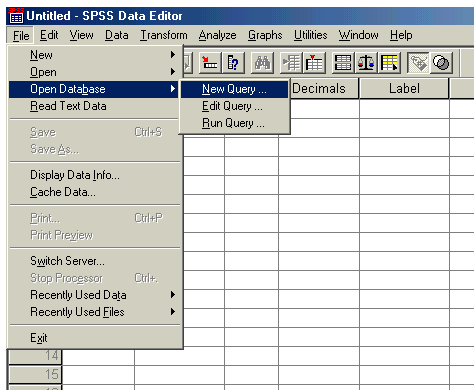 SPSS Untitled - SPSS Data Editor
File Edit View Data Transform Analyze Graphs Utilities Window Help
New
Open
Open Database
New Query ...
Decimals Label
Read Text Data
Edit Query ...
Run Query ...
Save Ctrl+S
Save As...
Display Data Info...
Cache Data...
Print... Ctrl+P
Print Preview
Switch Server...
Stop Processor Ctrl+.
Recently Used Data
Recently Used Files
Exit
14
15